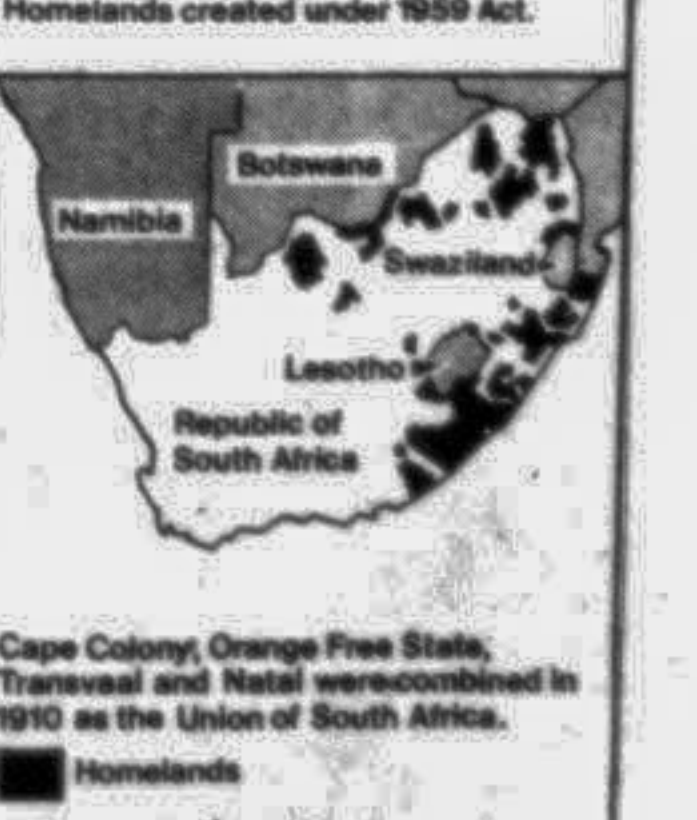 Homelands created under 1959 Act.
Botswana
Namibia
Swaziland
Lesotho
Republic of
South Africa
Cape Colony, Orange Free State,
Transvaal and Natal were combined in
1910 as the Union of South Africa.
Homelands